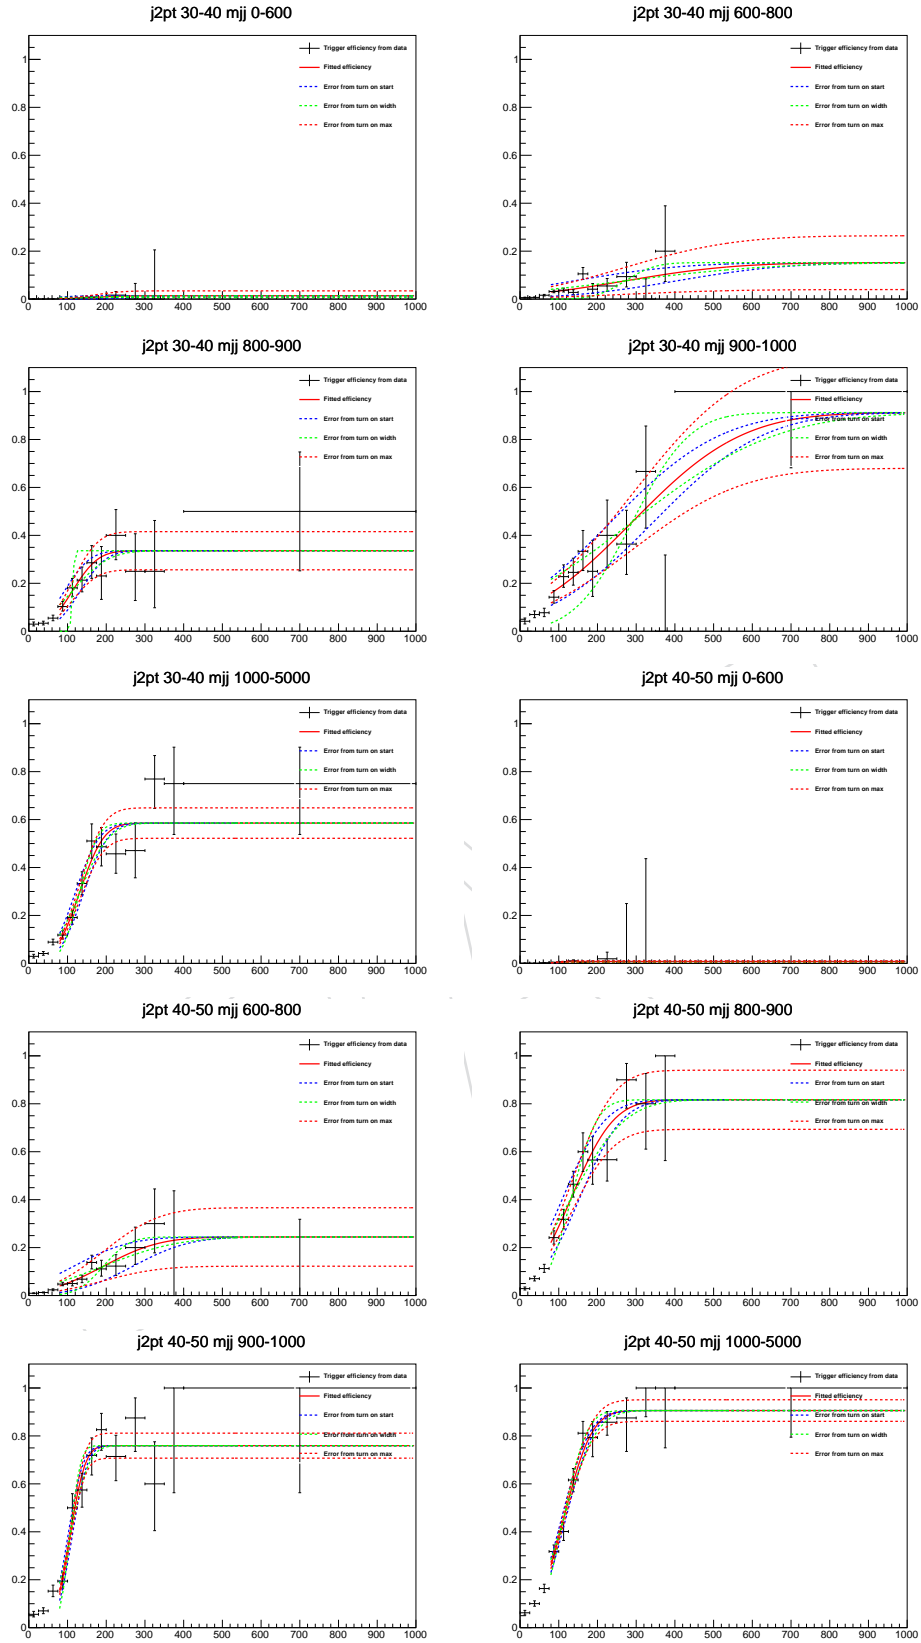 j2pt 30-40 mjj 0-600
Trigger efficiency from data
Fitted efficiency
Error from turn on start
Error from turn on width
Error from turn on max
1
0.8
0.6
0.4
0.2
0
0 100 200 300 400 500 600 700 800 900 1000
j2pt 30-40 mjj 600-800
Trigger efficiency from data
Fitted efficiency
Error from turn on start
Error from turn on width
Error from turn on max
1
0.8
0.6
0.4
0.2
0
0 100 200 300 400 500 600 700 800 900 1000
j2pt 30-40 mjj 800-900
Trigger efficiency from data
Fitted efficiency
Error from turn on start
Error from turn on width
Error from turn on max
1
0.8
0.6
0.4
0.2
0
0 100 200 300 400 500 600 700 800 900 1000
j2pt 30-40 mjj 900-1000
Trigger efficiency from data
Fitted efficiency
Error from turn on start
Error from turn on width
Error from turn on max
1
0.8
0.6
0.4
0.2
0
0 100 200 300 400 500 600 700 800 900 1000
j2pt 30-40 mjj 1000-5000
Trigger efficiency from data
Fitted efficiency
Error from turn on start
Error from turn on width
Error from turn on max
1
0.8
0.6
0.4
0.2
0
0 100 200 300 400 500 600 700 800 900 1000
j2pt 40-50 mjj 0-600
Trigger efficiency from data
Fitted efficiency
Error from turn on start
Error from turn on width
Error from turn on max
1
0.8
0.6
0.4
0.2
0
0 100 200 300 400 500 600 700 800 900 1000
j2pt 40-50 mjj 600-800
Trigger efficiency from data
Fitted efficiency
Error from turn on start
Error from turn on width
Error from turn on max
1
0.8
0.6
0.4
0.2
0
0 100 200 300 400 500 600 700 800 900 1000
j2pt 40-50 mjj 800-900
Trigger efficiency from data
Fitted efficiency
Error from turn on start
Error from turn on width
Error from turn on max
1
0.8
0.6
0.4
0.2
0
0 100 200 300 400 500 600 700 800 900 1000
j2pt 40-50 mjj 900-1000
Trigger efficiency from data
Fitted efficiency
Error from turn on start
Error from turn on width
Error from turn on max
1
0.8
0.6
0.4
0.2
0
0 100 200 300 400 500 600 700 800 900 1000
j2pt 40-50 mjj 1000-5000
Trigger efficiency from data
Fitted efficiency
Error from turn on start
Error from turn on width
Error from turn on max
1
0.8
0.6
0.4
0.2
0
0 100 200 300 400 500 600 700 800 900 1000